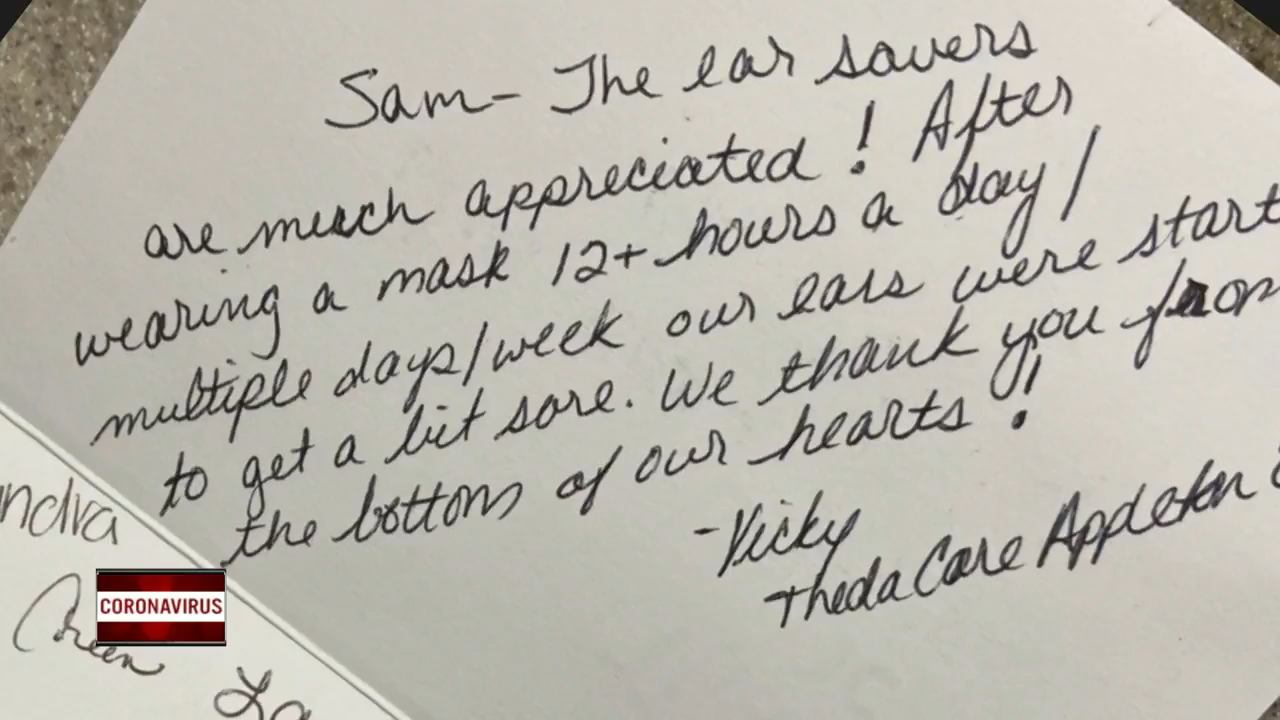 Sam- The ear savers
are much appreciated! After
wearing a mask 12+ hours a day/
multiple days/week our ears were start
to get a bit sore. We thank you from
the bottom of our hearts!
-Vicky
ThedaCare Appleton
CORONAVIRUS